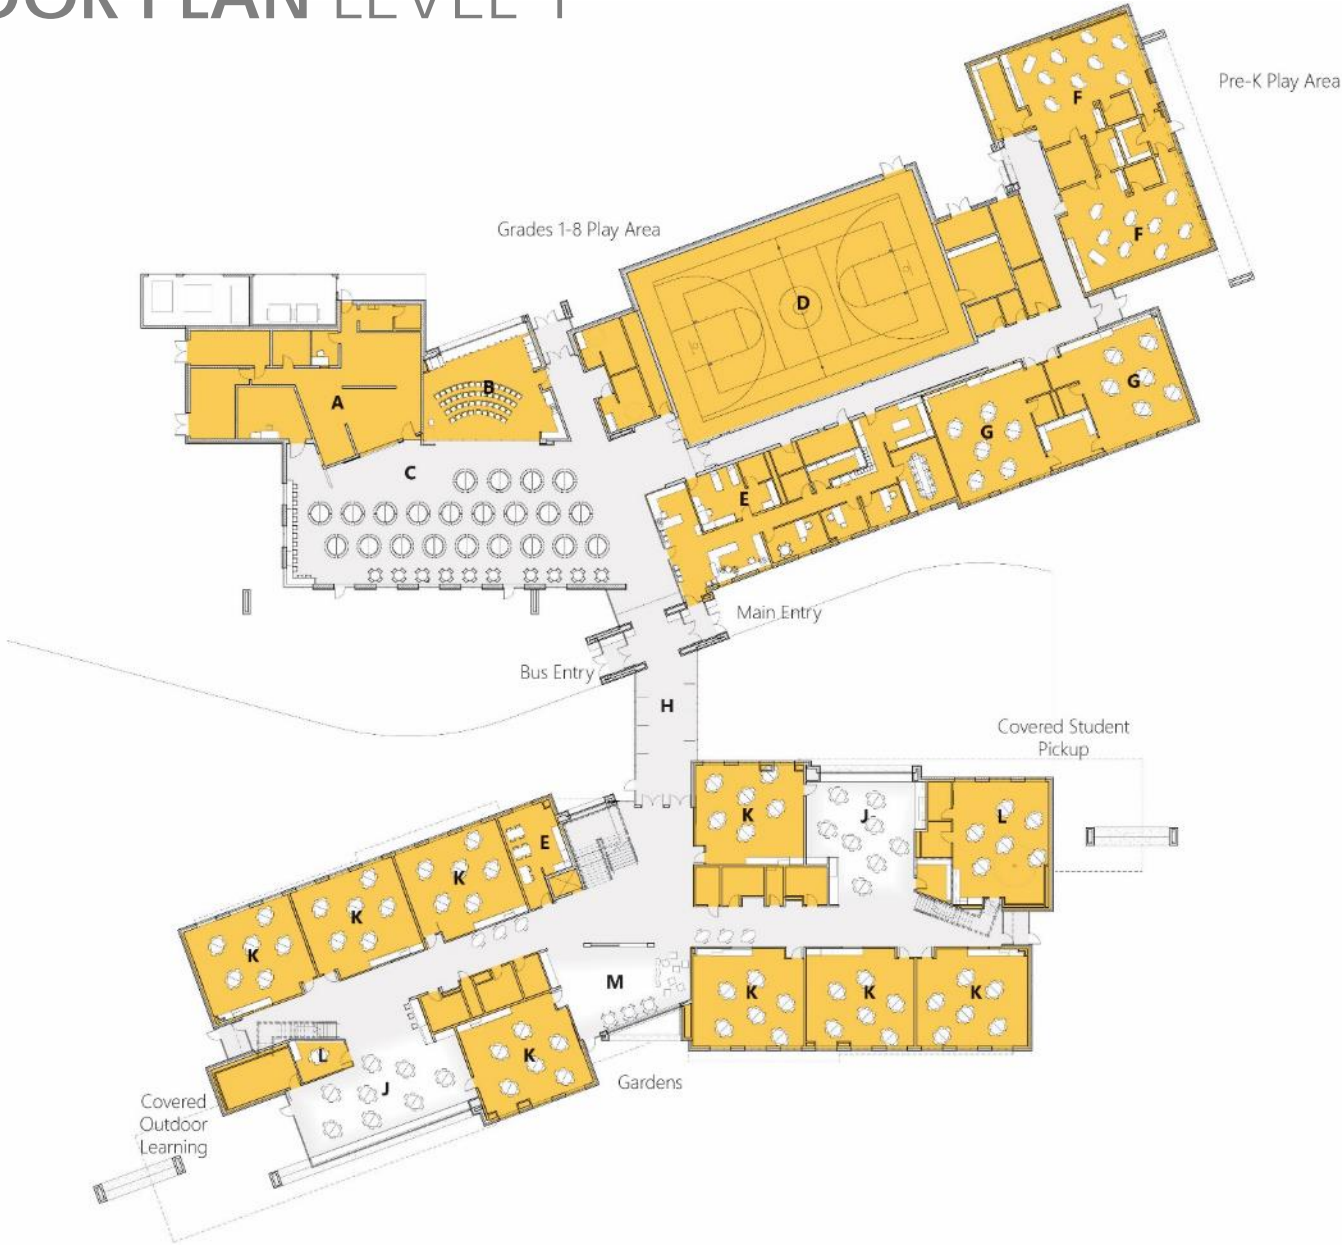 OOR PLAN LEVEL 1
Pre-K Play Area
F
Grades 1-8 Play Area
F
D
G
B
A
G
C
E
Main Entry
Bus Entry
H
Covered Student
Pickup
K
J
L
E
K
K
K
M
K
K
K
L
K
J
Gardens
Covered
Outdoor
Learning